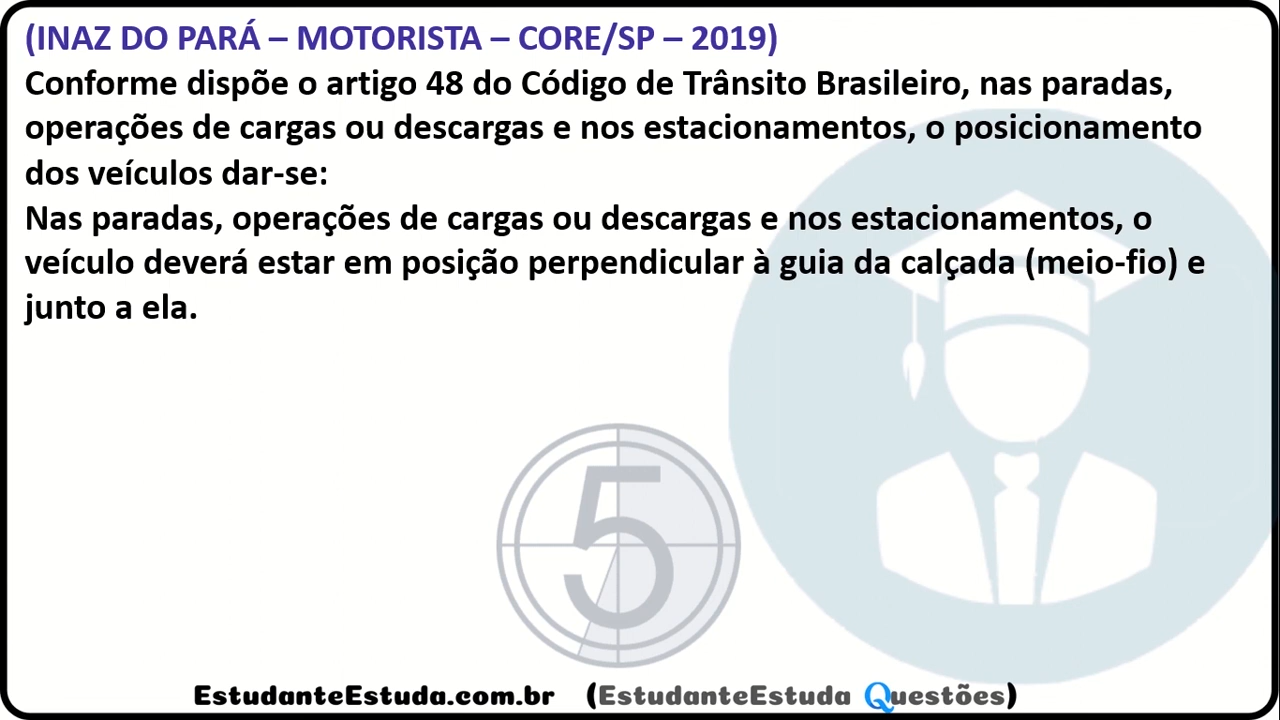 (INAZ DO PARÁ – MOTORISTA – CORE/SP – 2019)
Conforme dispõe o artigo 48 do Código de Trânsito Brasileiro, nas paradas,
operações de cargas ou descargas e nos estacionamentos, o posicionamento
dos veículos dar-se:
Nas paradas, operações de cargas ou descargas e nos estacionamentos, o
veículo deverá estar em posição perpendicular à guia da calçada (meio-fio) e
junto a ela.
5
EstudanteEstuda.com.br (EstudanteEstuda Questões)